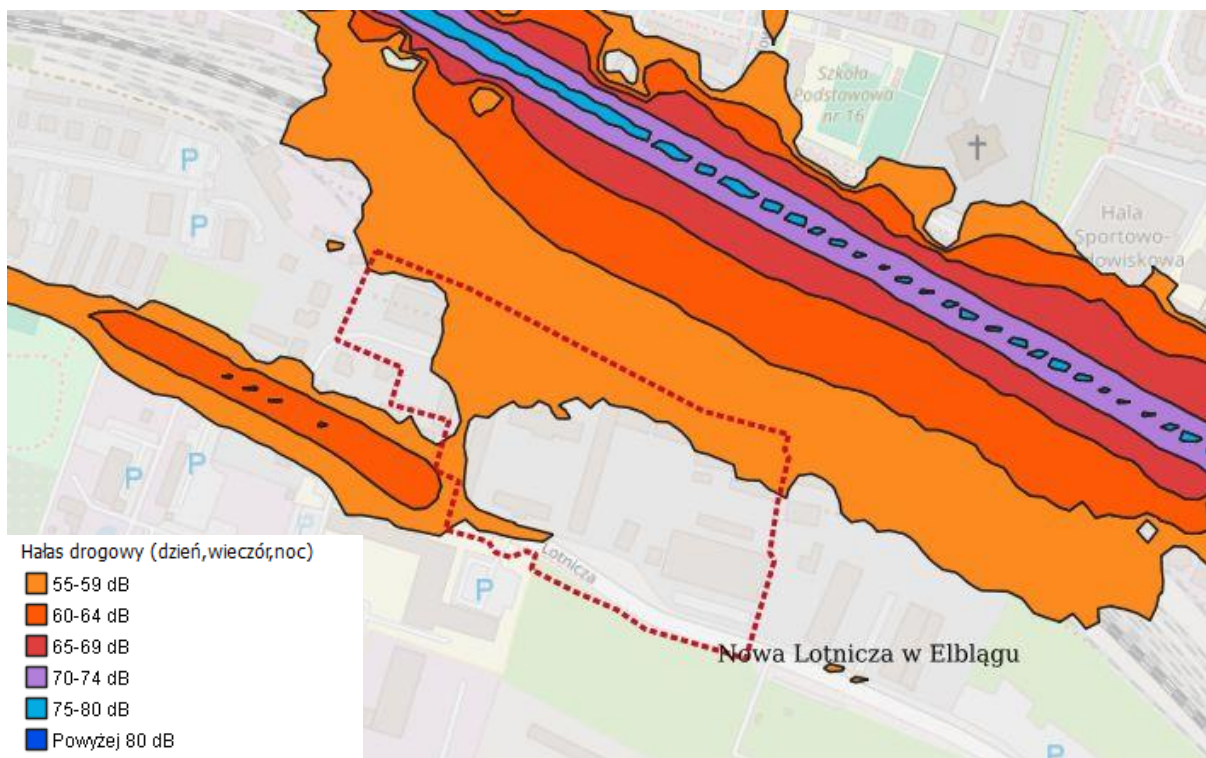 Szkoła
Podstawowa
nr 16
P
Hala
Sportowo-
dowiskowa
P
P
P
P
Lotnicza
P
Nowa Lotnicza w Elblągu
P
Hałas drogowy (dzień,wieczór,noc)
55-59 dB
60-64 dB
65-69 dB
70-74 dB
75-80 dB
Powyżej 80 dB